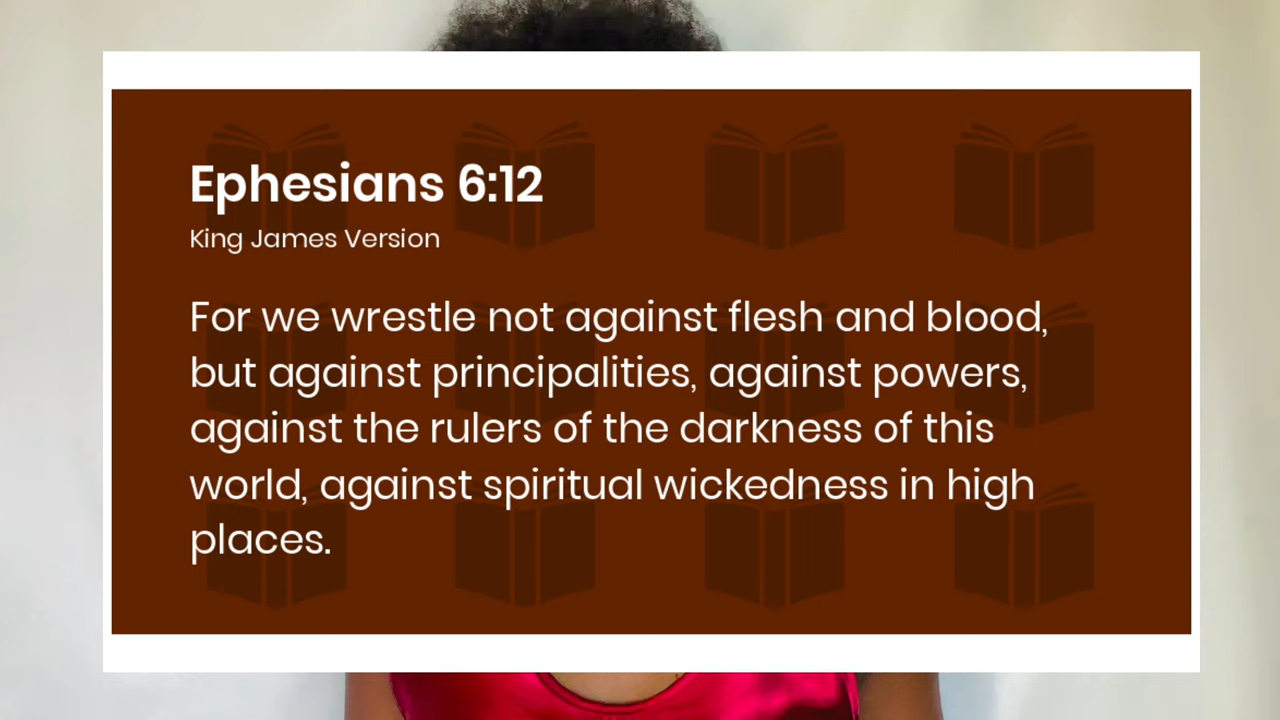 Ephesians 6:12
King James Version
For we wrestle not against flesh and blood,
but against principalities, against powers,
against the rulers of the darkness of this
world, against spiritual wickedness in high
places.